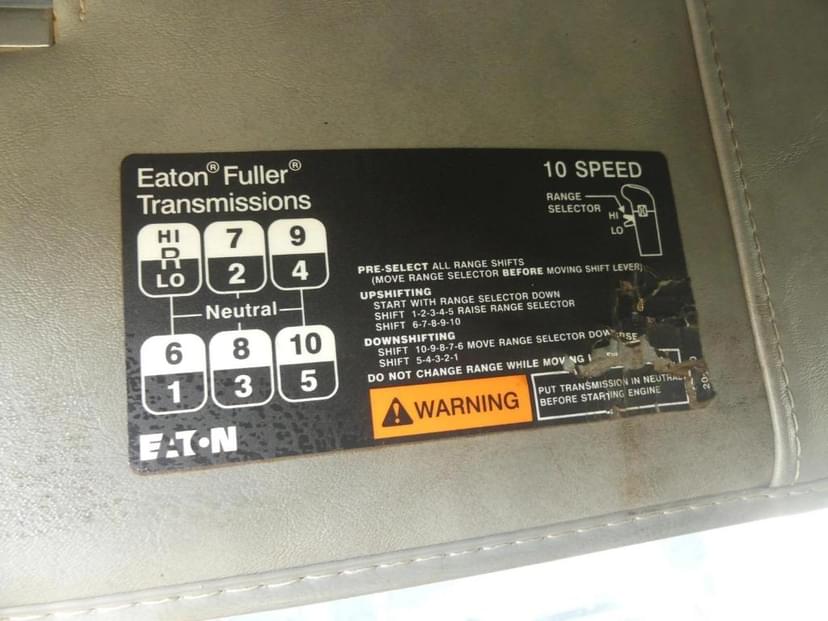 Eaton® Fuller®
Transmissions
10 SPEED
RANGE
SELECTOR
HI
LO
HI 7 9
R
LO 2 4
Neutral
6 8 10
1 3 5
PRE-SELECT ALL RANGE SHIFTS
(MOVE RANGE SELECTOR BEFORE MOVING SHIFT LEVER)
UPSHIFTING
START WITH RANGE SELECTOR DOWN
SHIFT 1-2-3-4-5 RAISE RANGE SELECTOR
SHIFT 6-7-8-9-10
DOWNSHIFTING
SHIFT 10-9-8-7-6 MOVE RANGE SELECTOR
SHIFT 5-4-3-2-1
DO NOT CHANGE RANGE WHILE MOVING
WARNING
PUT TRANSMISSION IN NEUTRAL
BEFORE STARTING ENGINE
EATON